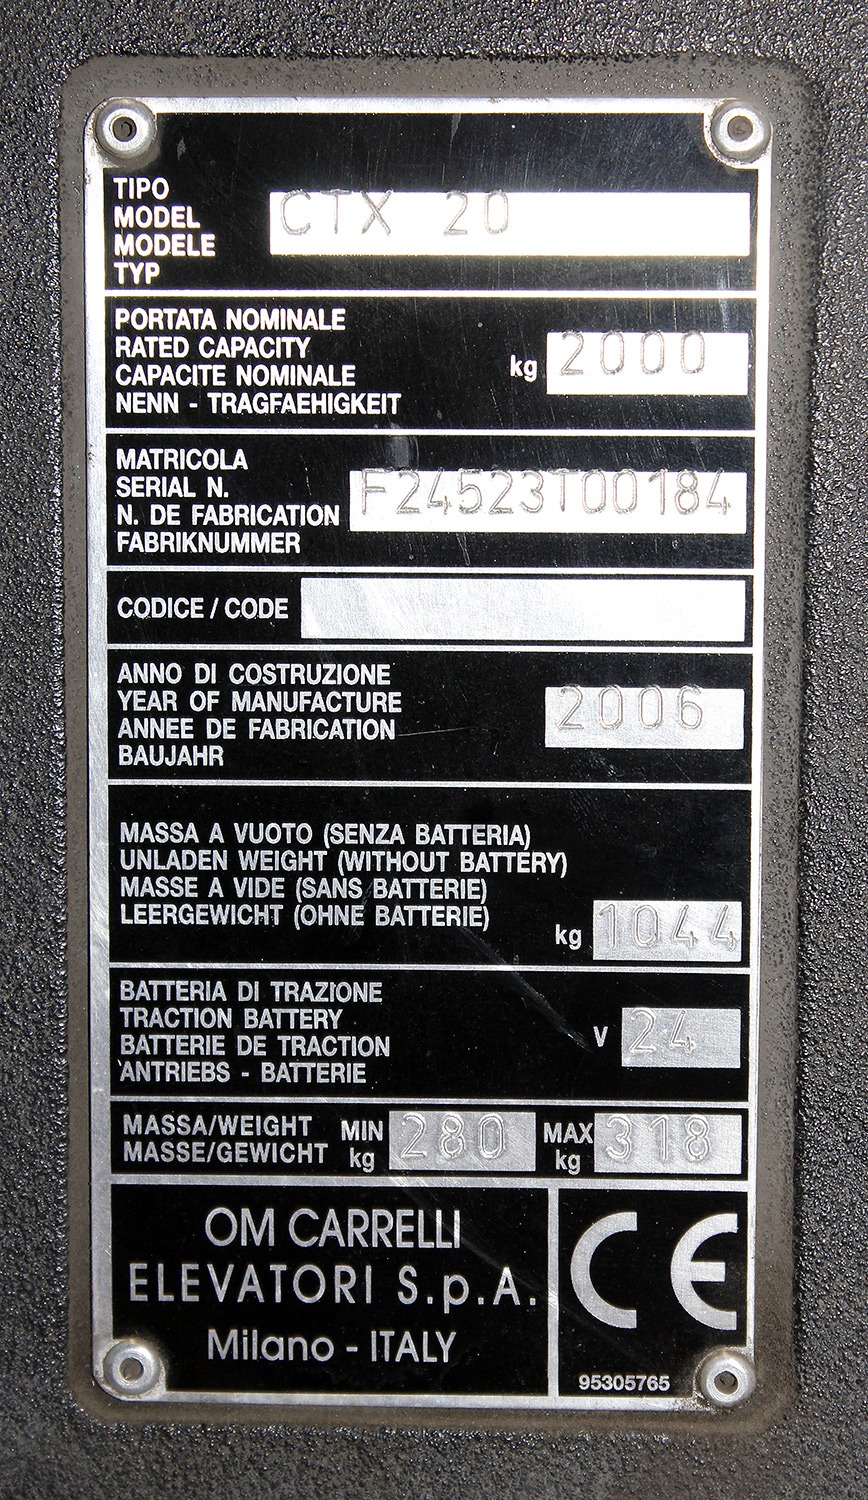 TIPO
MODEL
MODELE
TYP
CTX 20
PORTATA NOMINALE
RATED CAPACITY
CAPACITE NOMINALE
NENN - TRAGFAEHIGKEIT
kg 2000
MATRICOLA
SERIAL N.
N. DE FABRICATION
FABRIKNUMMER
F24523T00184
CODICE / CODE
ANNO DI COSTRUZIONE
YEAR OF MANUFACTURE
ANNEE DE FABRICATION
BAUJAHR
2006
MASSA A VUOTO (SENZA BATTERIA)
UNLADEN WEIGHT (WITHOUT BATTERY)
MASSE A VIDE (SANS BATTERIE)
LEERGEWICHT (OHNE BATTERIE)
kg 1044
BATTERIA DI TRAZIONE
TRACTION BATTERY
BATTERIE DE TRACTION
ANTRIEBS - BATTERIE
V 24
MASSA/WEIGHT
MASSE/GEWICHT
MIN
kg
280
MAX
kg
318
OM CARRELLI
ELEVATORI S.p.A.
Milano - ITALY
CE
95305765